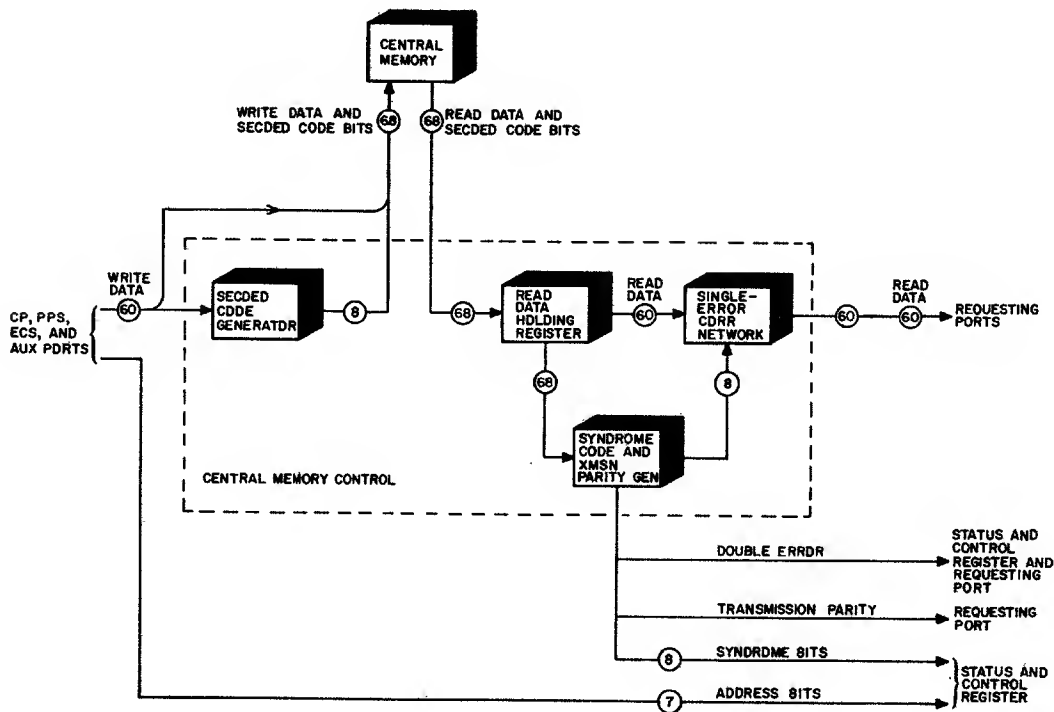 CENTRAL
MEMORY
WRITE DATA AND
SECDED CODE BITS
68
68
READ DATA AND
SECDED CODE BITS
WRITE
DATA
60
CP, PPS,
ECS, AND
AUX PDRTS
SECDED
CDDE
GENERATDR
8
68
READ
DATA
HDLDING
REGISTER
READ
DATA
60
SINGLE-
ERROR
CDRR
NETWORK
60
READ
DATA
60
REQUESTING
PORTS
68
8
SYNDROME
CODE AND
XMSN
PARITY GEN
CENTRAL MEMORY CONTROL
DOUBLE ERRDR
STATUS AND
CONTROL
REGISTER AND
REQUESTING
PORT
TRANSMISSION PARITY
REQUESTING
PORT
8
SYNDRDME 8ITS
7
ADDRESS 8ITS
STATUS AND
CONTROL
REGISTER